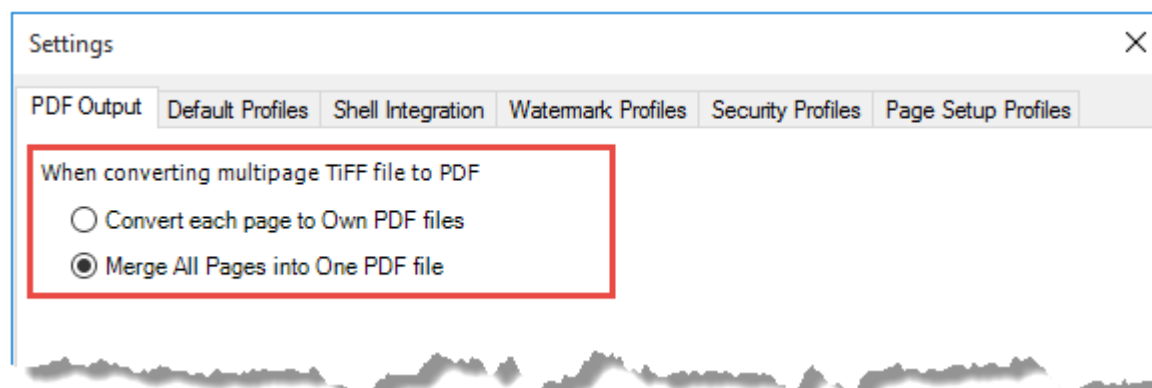 Settings
PDF Output Default Profiles Shell Integration Watermark Profiles Security Profiles Page Setup Profiles
When converting multipage TiFF file to PDF
Convert each page to Own PDF files
Merge All Pages into One PDF file